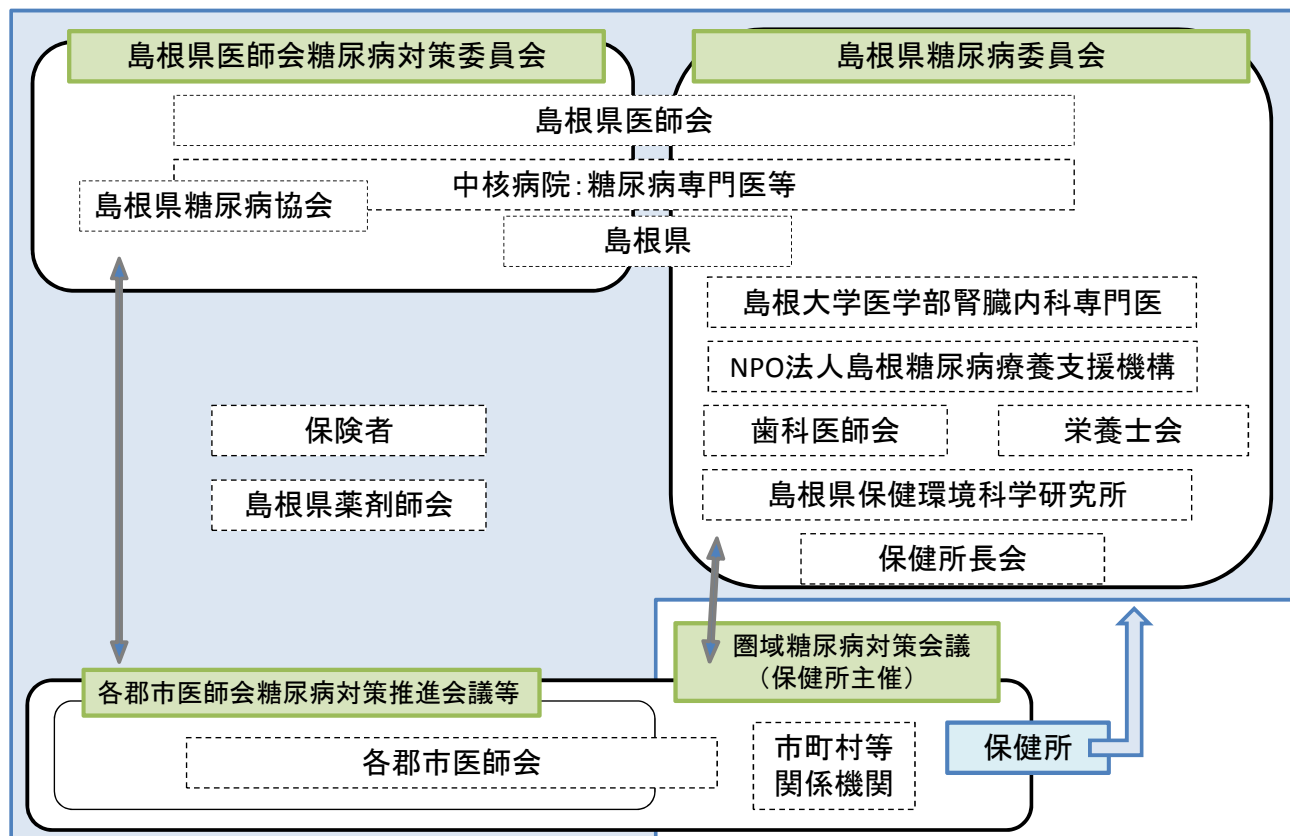 島根県医師会糖尿病対策委員会
島根県糖尿病委員会
島根県医師会
中核病院：糖尿病専門医等
島根県糖尿病協会
島根県
島根大学医学部腎臓内科専門医
NPO法人島根糖尿病療養支援機構
保険者
歯科医師会
栄養士会
島根県薬剤師会
島根県保健環境科学研究所
保健所長会
圏域糖尿病対策会議
（保健所主催）
各郡市医師会糖尿病対策推進会議等
各郡市医師会
市町村等
関係機関
保健所